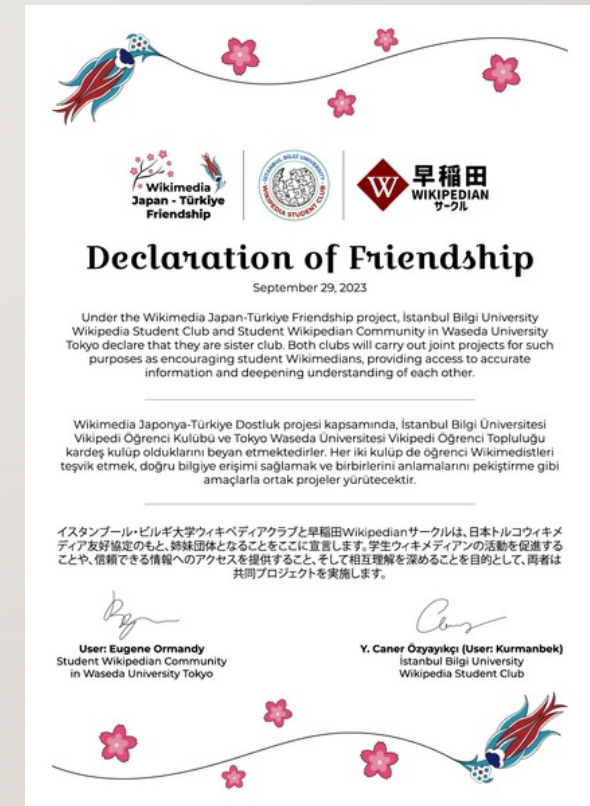 Wikimedia
Japan - Türkiye
Friendship
ISTANBUL BILGI UNIVERSITY
WIKIPEDIA STUDENT CLUB
W
早稲田
WIKIPEDIAN
サークル
Declaration of Friendship
September 29, 2023
Under the Wikimedia Japan-Türkiye Friendship project, İstanbul Bilgi University
Wikipedia Student Club and Student Wikipedian Community in Waseda University
Tokyo declare that they are sister club. Both clubs will carry out joint projects for such
purposes as encouraging student Wikimedians, providing access to accurate
information and deepening understanding of each other.
Wikimedia Japonya-Türkiye Dostluk projesi kapsamında, İstanbul Bilgi Üniversitesi
Vikipedi Öğrenci Kulübü ve Tokyo Waseda Üniversitesi Vikipedi Öğrenci Topluluğu
kardeş kulüp olduklarını beyan etmektedirler. Her iki kulüp de öğrenci Wikimedistleri
teşvik etmek, doğru bilgiye erişimi sağlamak ve birbirlerini anlamalarını pekiştirme gibi
amaçlarla ortak projeler yürütecektir.
イスタンブール・ビルギ大学ウィキペディアクラブと早稲田Wikipedianサークルは、日本トルコウィキメ
ディア友好協定のもと、姉妹団体となることをここに宣言します。学生ウィキメディアンの活動を促進する
ことや、信頼できる情報へのアクセスを提供すること、そして相互理解を深めることを目的として、両者は
共同プロジェクトを実施します。
User: Eugene Ormandy
Student Wikipedian Community
in Waseda University Tokyo
Y. Caner Özyayıkçı (User: Kurmanbek)
İstanbul Bilgi University
Wikipedia Student Club